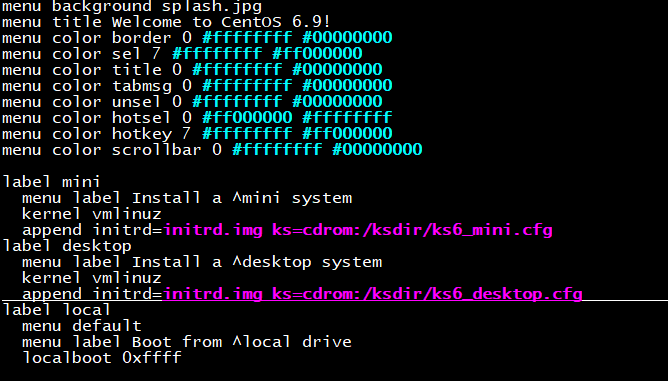 menu background splash.jpg
menu title Welcome to CentOS 6.9!
menu color border 0 #ffffffff #00000000
menu color sel 7 #ffffffff #ff000000
menu color title 0 #ffffffff #00000000
menu color tabmsg 0 #ffffffff #00000000
menu color unsel 0 #ffffffff #00000000
menu color hotsel 0 #ff000000 #ffffffff
menu color hotkey 7 #ffffffff #ff000000
menu color scrollbar 0 #ffffffff #00000000
label mini
menu label Install a ^mini system
kernel vmlinuz
append initrd=initrd.img ks=cdrom:/ksdir/ks6_mini.cfg
label desktop
menu label Install a ^desktop system
kernel vmlinuz
append initrd=initrd.img ks=cdrom:/ksdir/ks6_desktop.cfg
label local
menu default
menu label Boot from ^local drive
localboot 0xffff